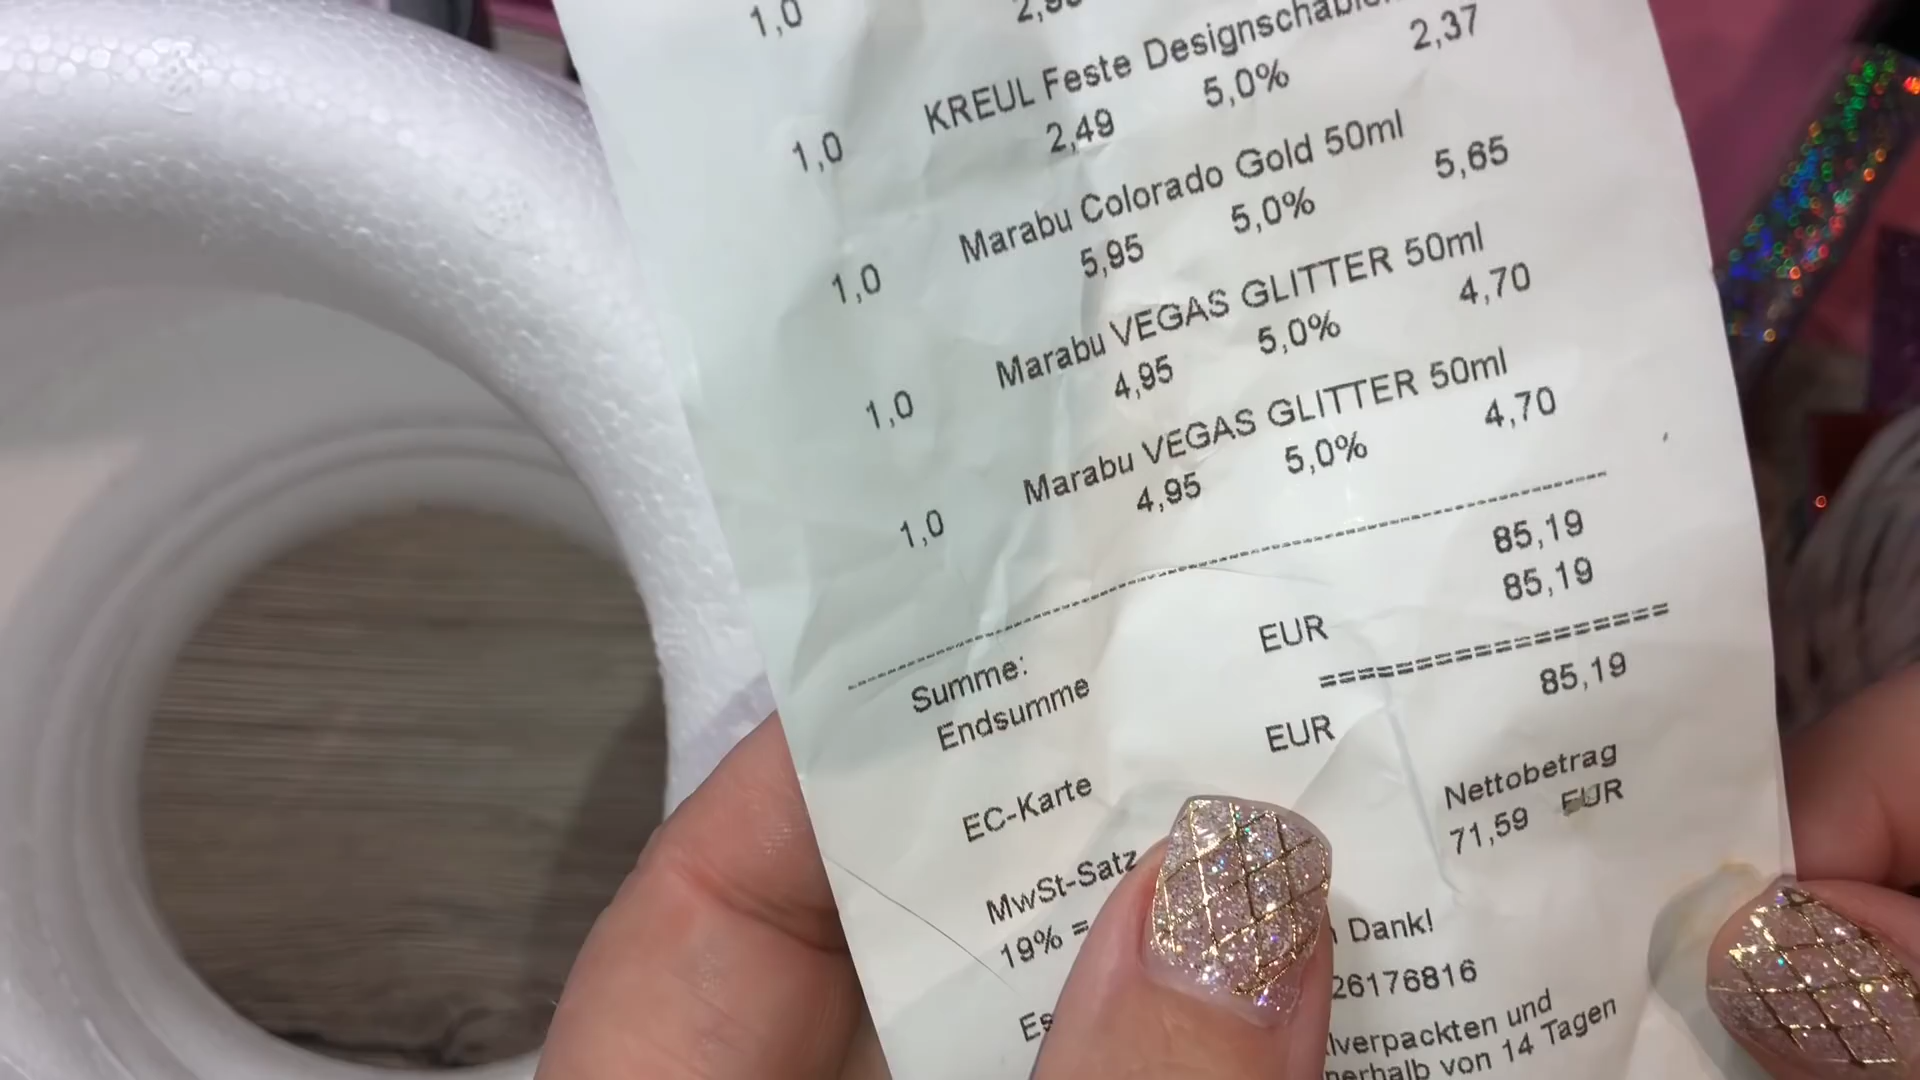 1,0
KREUL Feste
2,37
1,0 2,49 5,0%
Marabu Colorado Gold 50ml
5,65
1,0 5,95 5,0%
Marabu VEGAS GLITTER 50ml
4,70
1,0 4,95 5,0%
Marabu VEGAS GLITTER 50ml
4,70
1,0 4,95 5,0%
85,19
Summe: EUR 85,19
Endsumme
EC-Karte EUR 85,19
MwSt-Satz Nettobetrag
19% = 71,59 EUR
Dank!
26176816
und
von 14 Tagen